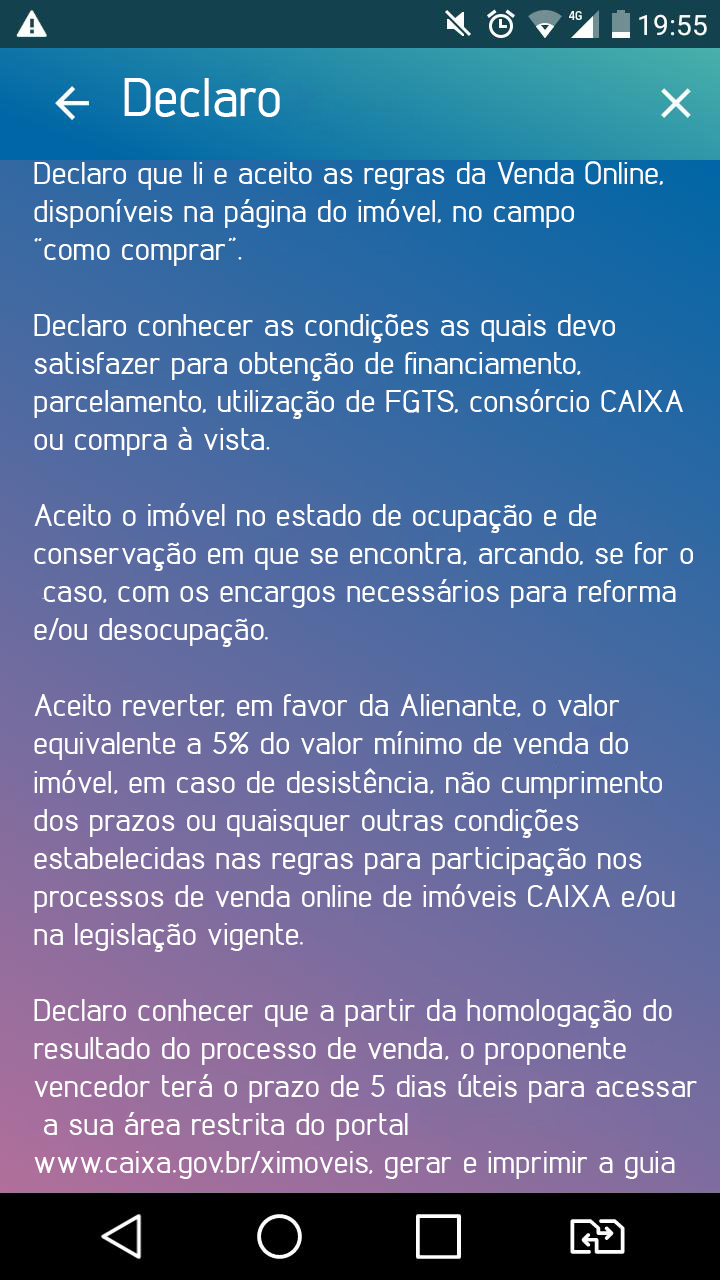 4G 19:55
Declaro
Declaro que li e aceito as regras da Venda Online,
disponíveis na página do imóvel, no campo
“como comprar”.
Declaro conhecer as condições as quais devo
satisfazer para obtenção de financiamento,
parcelamento, utilização de FGTS, consórcio CAIXA
ou compra à vista.
Aceito o imóvel no estado de ocupação e de
conservação em que se encontra, arcando, se for o
caso, com os encargos necessários para reforma
e/ou desocupação.
Aceito reverter, em favor da Alienante, o valor
equivalente a 5% do valor mínimo de venda do
imóvel, em caso de desistência, não cumprimento
dos prazos ou quaisquer outras condições
estabelecidas nas regras para participação nos
processos de venda online de imóveis CAIXA e/ou
na legislação vigente.
Declaro conhecer que a partir da homologação do
resultado do processo de venda, o proponente
vencedor terá o prazo de 5 dias úteis para acessar
a sua área restrita do portal
www.caixa.gov.br/ximoveis, gerar e imprimir a guia